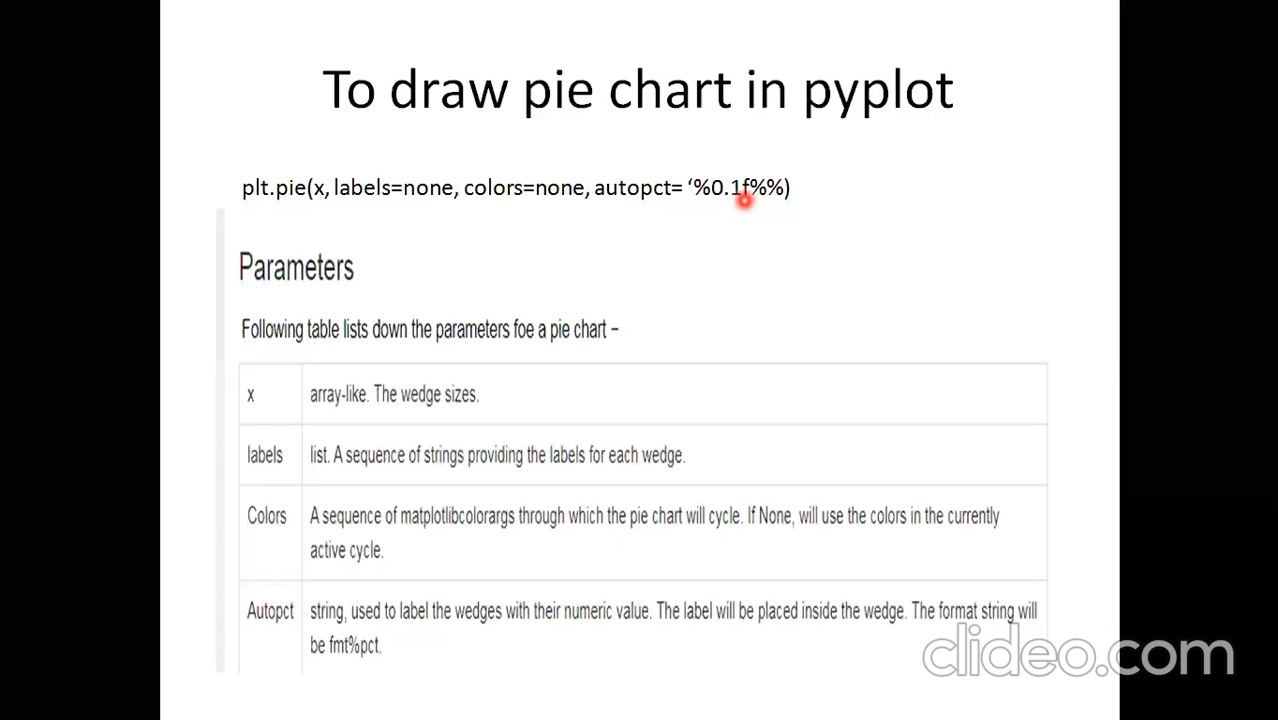 To draw pie chart in pyplot
plt.pie(x, labels=none, colors=none, autopct= ‘%0.1f%%)
Parameters
Following table lists down the parameters foe a pie chart −
x array-like. The wedge sizes.
labels list. A sequence of strings providing the labels for each wedge.
Colors A sequence of matplotlibcolorargs through which the pie chart will cycle. If None, will use the colors in the currently
active cycle.
Autopct string, used to label the wedges with their numeric value. The label will be placed inside the wedge. The format string will
be fmt%pct.
clideo.com